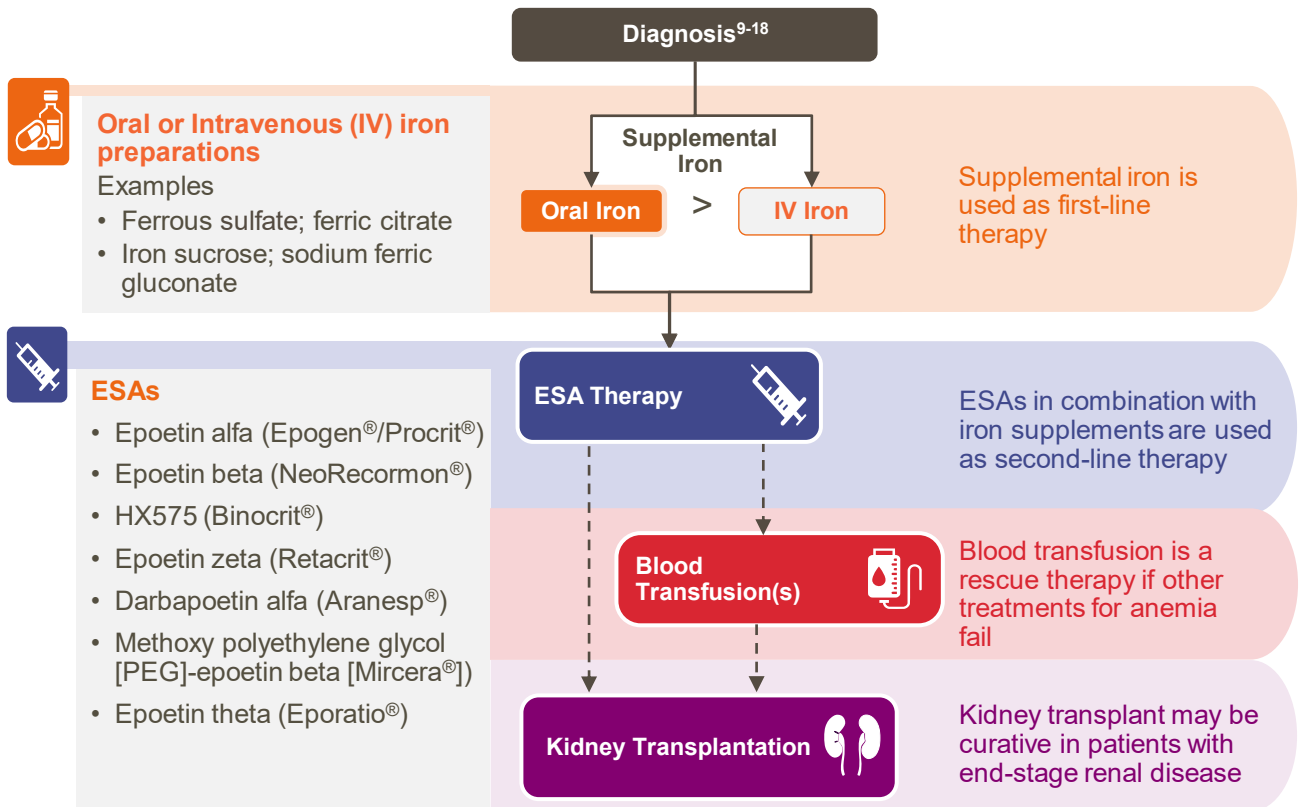 Diagnosis⁹⁻¹⁸
Oral or Intravenous (IV) iron
preparations
Examples
• Ferrous sulfate; ferric citrate
• Iron sucrose; sodium ferric
gluconate
Supplemental
Iron
Oral Iron
>
IV Iron
Supplemental iron is
used as first-line
therapy
ESAs
• Epoetin alfa (Epogen®/Procrit®)
• Epoetin beta (NeoRecormon®)
• HX575 (Binocrit®)
• Epoetin zeta (Retacrit®)
• Darbapoetin alfa (Aranesp®)
• Methoxy polyethylene glycol
[PEG]-epoetin beta [Mircera®])
• Epoetin theta (Eporatio®)
ESA Therapy
ESAs in combination with
iron supplements are used
as second-line therapy
Blood
Transfusion(s)
Blood transfusion is a
rescue therapy if other
treatments for anemia
fail
Kidney Transplantation
Kidney transplant may be
curative in patients with
end-stage renal disease